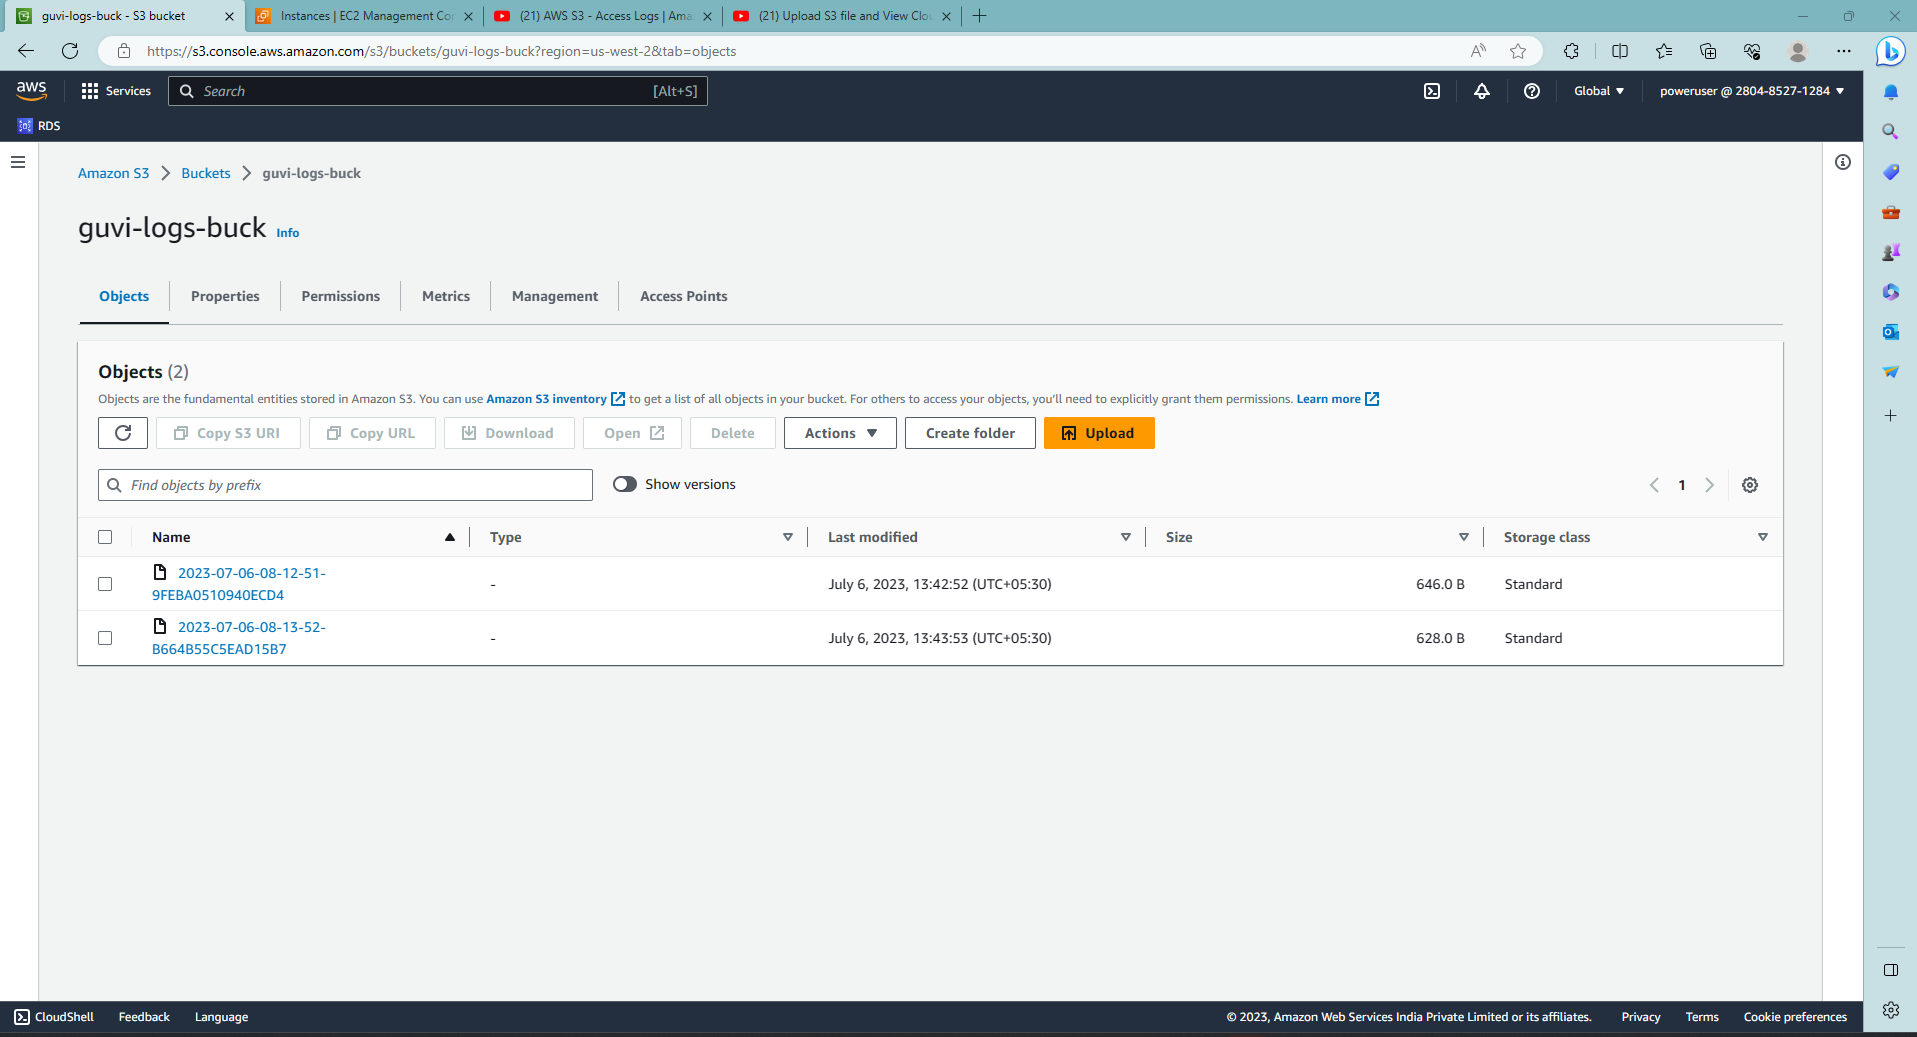 guvi-logs-buck - S3 bucket
Instances | EC2 Management Co
(21) AWS S3 - Access Logs | Ama
(21) Upload S3 file and View Clo
https://s3.console.aws.amazon.com/s3/buckets/guvi-logs-buck?region=us-west-2&tab=objects
aws
Services
Search
[Alt+S]
Global
poweruser @ 2804-8527-1284
RDS
Amazon S3 > Buckets > guvi-logs-buck
guvi-logs-buck Info
Objects
Properties
Permissions
Metrics
Management
Access Points
Objects (2)
Objects are the fundamental entities stored in Amazon S3. You can use Amazon S3 inventory to get a list of all objects in your bucket. For others to access your objects, you'll need to explicitly grant them permissions. Learn more
Copy S3 URI
Copy URL
Download
Open
Delete
Actions
Create folder
Upload
Find objects by prefix
Show versions
1
Name
Type
Last modified
Size
Storage class
2023-07-06-08-12-51-
9FEBA0510940ECD4
-
July 6, 2023, 13:42:52 (UTC+05:30)
646.0 B
Standard
2023-07-06-08-13-52-
B664B55C5EAD15B7
-
July 6, 2023, 13:43:53 (UTC+05:30)
628.0 B
Standard
CloudShell
Feedback
Language
© 2023, Amazon Web Services India Private Limited or its affiliates.
Privacy
Terms
Cookie preferences